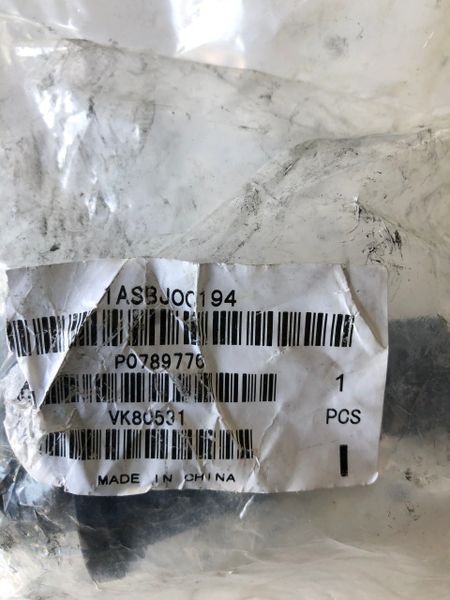 1ASBJ00194
P0789776
1
VK80531
PCS
MADE IN CHINA